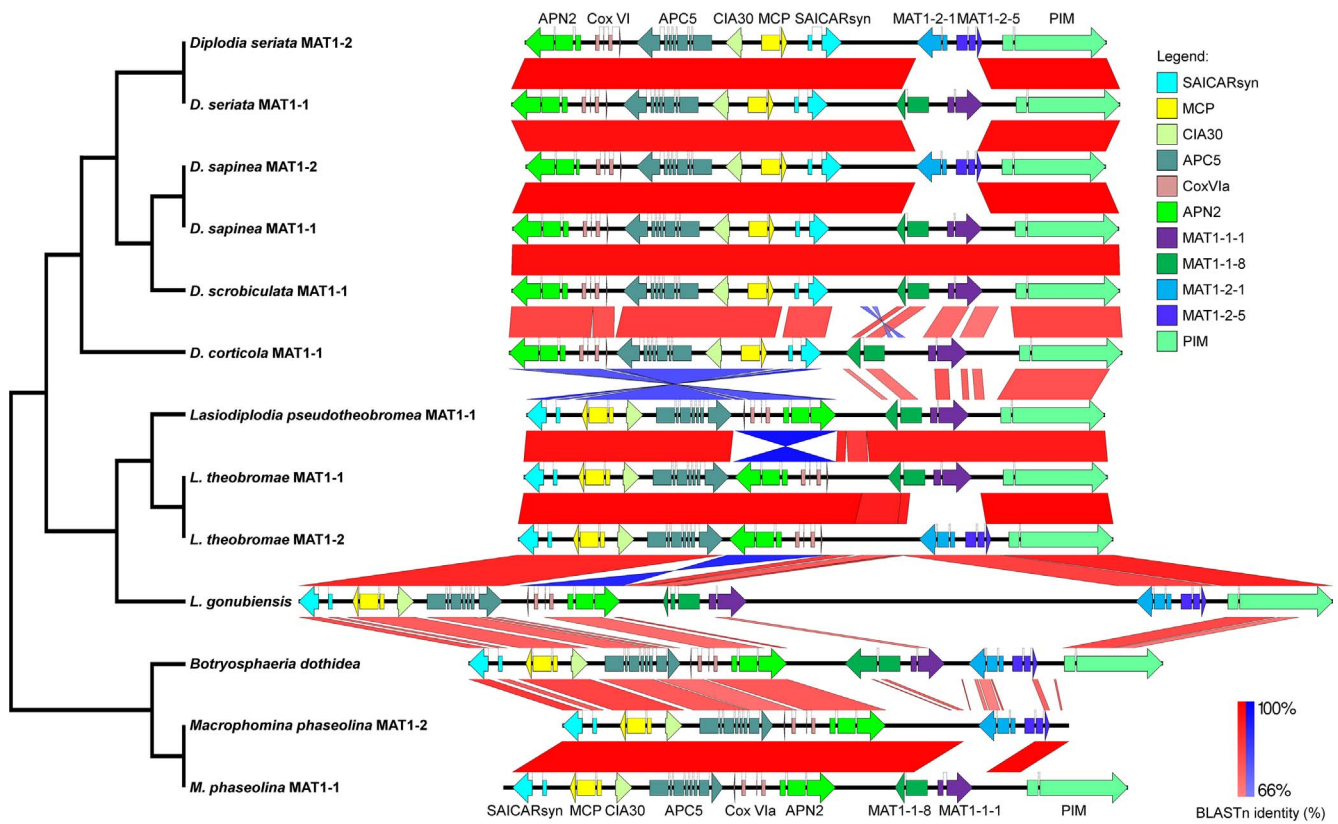 APN2 Cox VI APC5 CIA30 MCP SAICARsyn MAT1-2-1 MAT1-2-5 PIM
Diplodia seriata MAT1-2
Legend:
SAICARsyn
D. seriata MAT1-1
MCP
CIA30
D. sapinea MAT1-2
APC5
CoxVIa
APN2
D. sapinea MAT1-1
MAT1-1-1
MAT1-1-8
D. scrobiculata MAT1-1
MAT1-2-1
MAT1-2-5
PIM
D. corticola MAT1-1
Lasiodiplodia pseudotheobromea MAT1-1
L. theobromae MAT1-1
L. theobromae MAT1-2
L. gonubiensis
Botryosphaeria dothidea
Macrophomina phaseolina MAT1-2
100%
M. phaseolina MAT1-1
66%
SAICARsyn MCP CIA30 APC5 Cox VIa APN2 MAT1-1-8 MAT1-1-1 PIM
BLASTn identity (%)